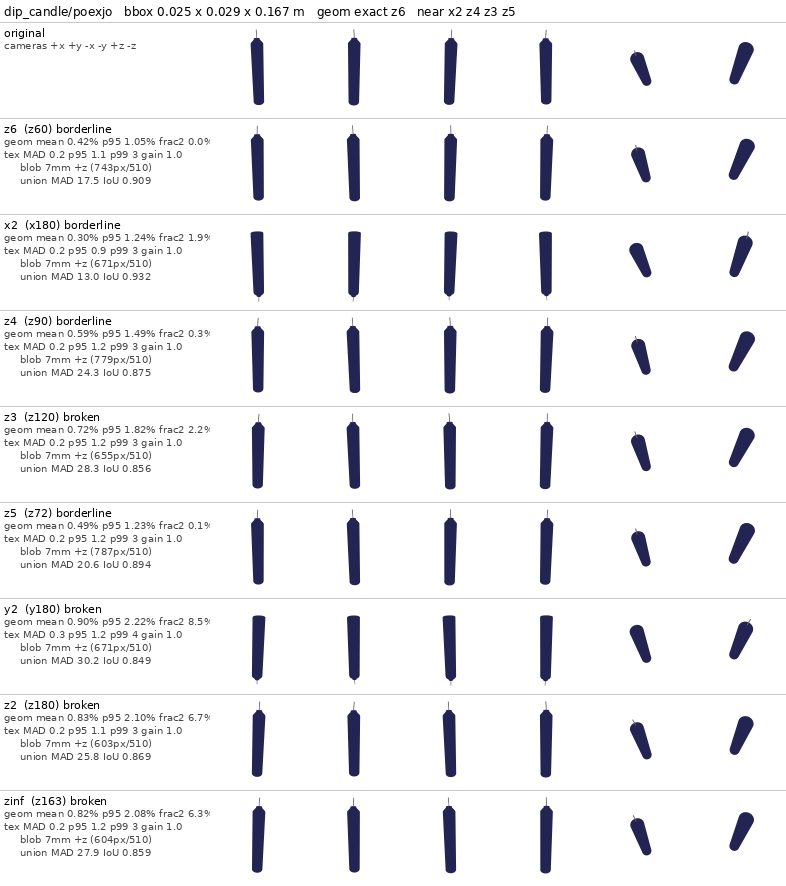 dip_candle/poexjo   bbox 0.025 x 0.029 x 0.167 m   geom exact z6   near x2 z4 z3 z5
original
cameras +x +y -x -y +z -z
z6  (z60) borderline
geom mean 0.42% p95 1.05% frac2 0.0%
tex MAD 0.2 p95 1.1 p99 3 gain 1.0
blob 7mm +z (743px/510)
union MAD 17.5 IoU 0.909
x2  (x180) borderline
geom mean 0.30% p95 1.24% frac2 1.9%
tex MAD 0.2 p95 0.9 p99 3 gain 1.0
blob 7mm +z (671px/510)
union MAD 13.0 IoU 0.932
z4  (z90) borderline
geom mean 0.59% p95 1.49% frac2 0.3%
tex MAD 0.2 p95 1.2 p99 3 gain 1.0
blob 7mm +z (779px/510)
union MAD 24.3 IoU 0.875
z3  (z120) broken
geom mean 0.72% p95 1.82% frac2 2.2%
tex MAD 0.2 p95 1.2 p99 3 gain 1.0
blob 7mm +z (655px/510)
union MAD 28.3 IoU 0.856
z5  (z72) borderline
geom mean 0.49% p95 1.23% frac2 0.1%
tex MAD 0.2 p95 1.2 p99 3 gain 1.0
blob 7mm +z (787px/510)
union MAD 20.6 IoU 0.894
y2  (y180) broken
geom mean 0.90% p95 2.22% frac2 8.5%
tex MAD 0.3 p95 1.2 p99 4 gain 1.0
blob 7mm +z (671px/510)
union MAD 30.2 IoU 0.849
z2  (z180) broken
geom mean 0.83% p95 2.10% frac2 6.7%
tex MAD 0.2 p95 1.1 p99 3 gain 1.0
blob 7mm +z (603px/510)
union MAD 25.8 IoU 0.869
zinf  (z163) broken
geom mean 0.82% p95 2.08% frac2 6.3%
tex MAD 0.2 p95 1.2 p99 3 gain 1.0
blob 7mm +z (604px/510)
union MAD 27.9 IoU 0.859